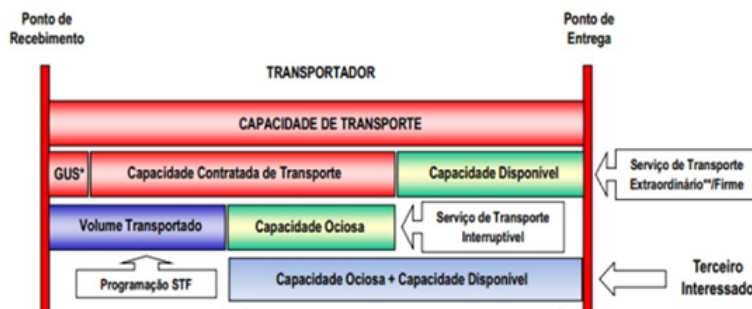 Ponto de
Recebimento
Ponto de
Entrega
TRANSPORTADOR
CAPACIDADE DE TRANSPORTE
GUS*
Capacidade Contratada de Transporte
Capacidade Disponível
Serviço de Transporte
Extraordinário**/Firme
Volume Transportado
Capacidade Ociosa
Serviço de Transporte
Interruptível
Programação STF
Capacidade Ociosa + Capacidade Disponível
Terceiro
Interessado